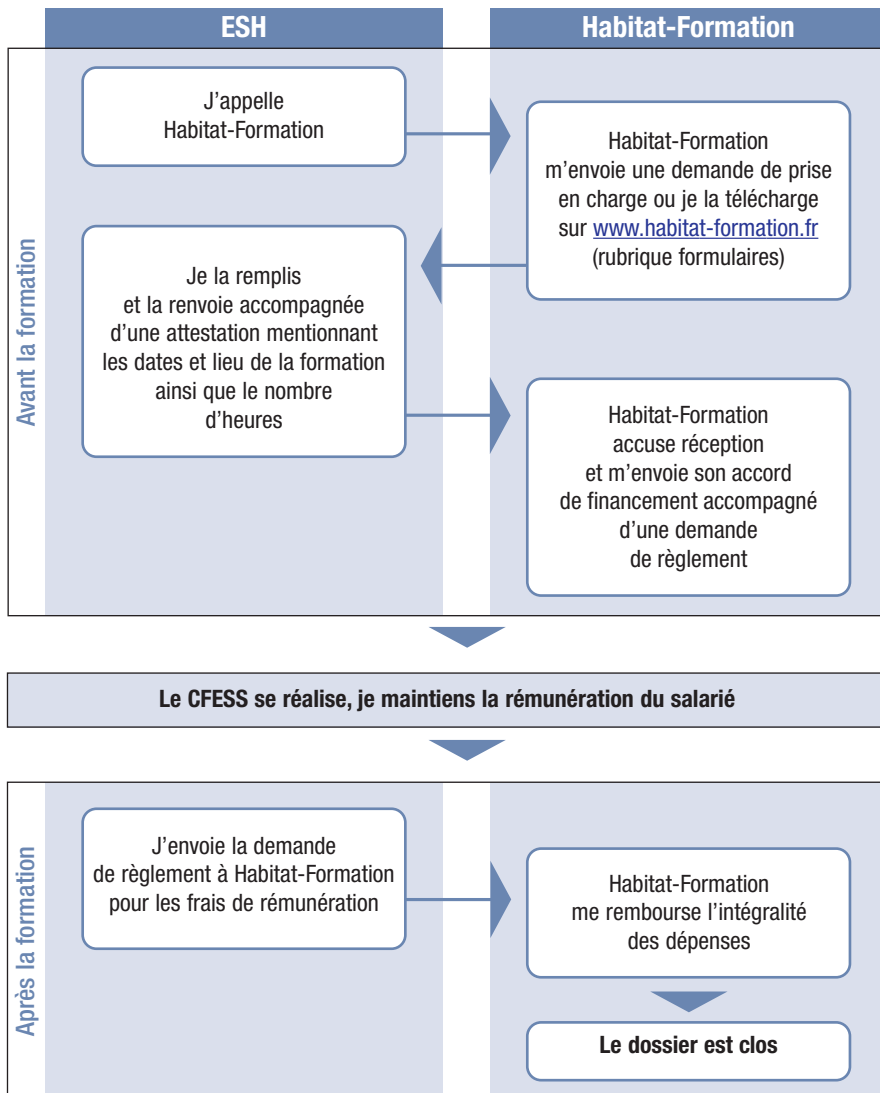 ESH
Habitat-Formation
Avant la formation
J’appelle
Habitat-Formation
Habitat-Formation
m’envoie une demande de prise
en charge ou je la télécharge
sur www.habitat-formation.fr
(rubrique formulaires)
Je la remplis
et la renvoie accompagnée
d’une attestation mentionnant
les dates et lieu de la formation
ainsi que le nombre
d’heures
Habitat-Formation
accuse réception
et m’envoie son accord
de financement accompagné
d’une demande
de règlement
Le CFESS se réalise, je maintiens la rémunération du salarié
Après la formation
J’envoie la demande
de règlement à Habitat-Formation
pour les frais de rémunération
Habitat-Formation
me rembourse l’intégralité
des dépenses
Le dossier est clos